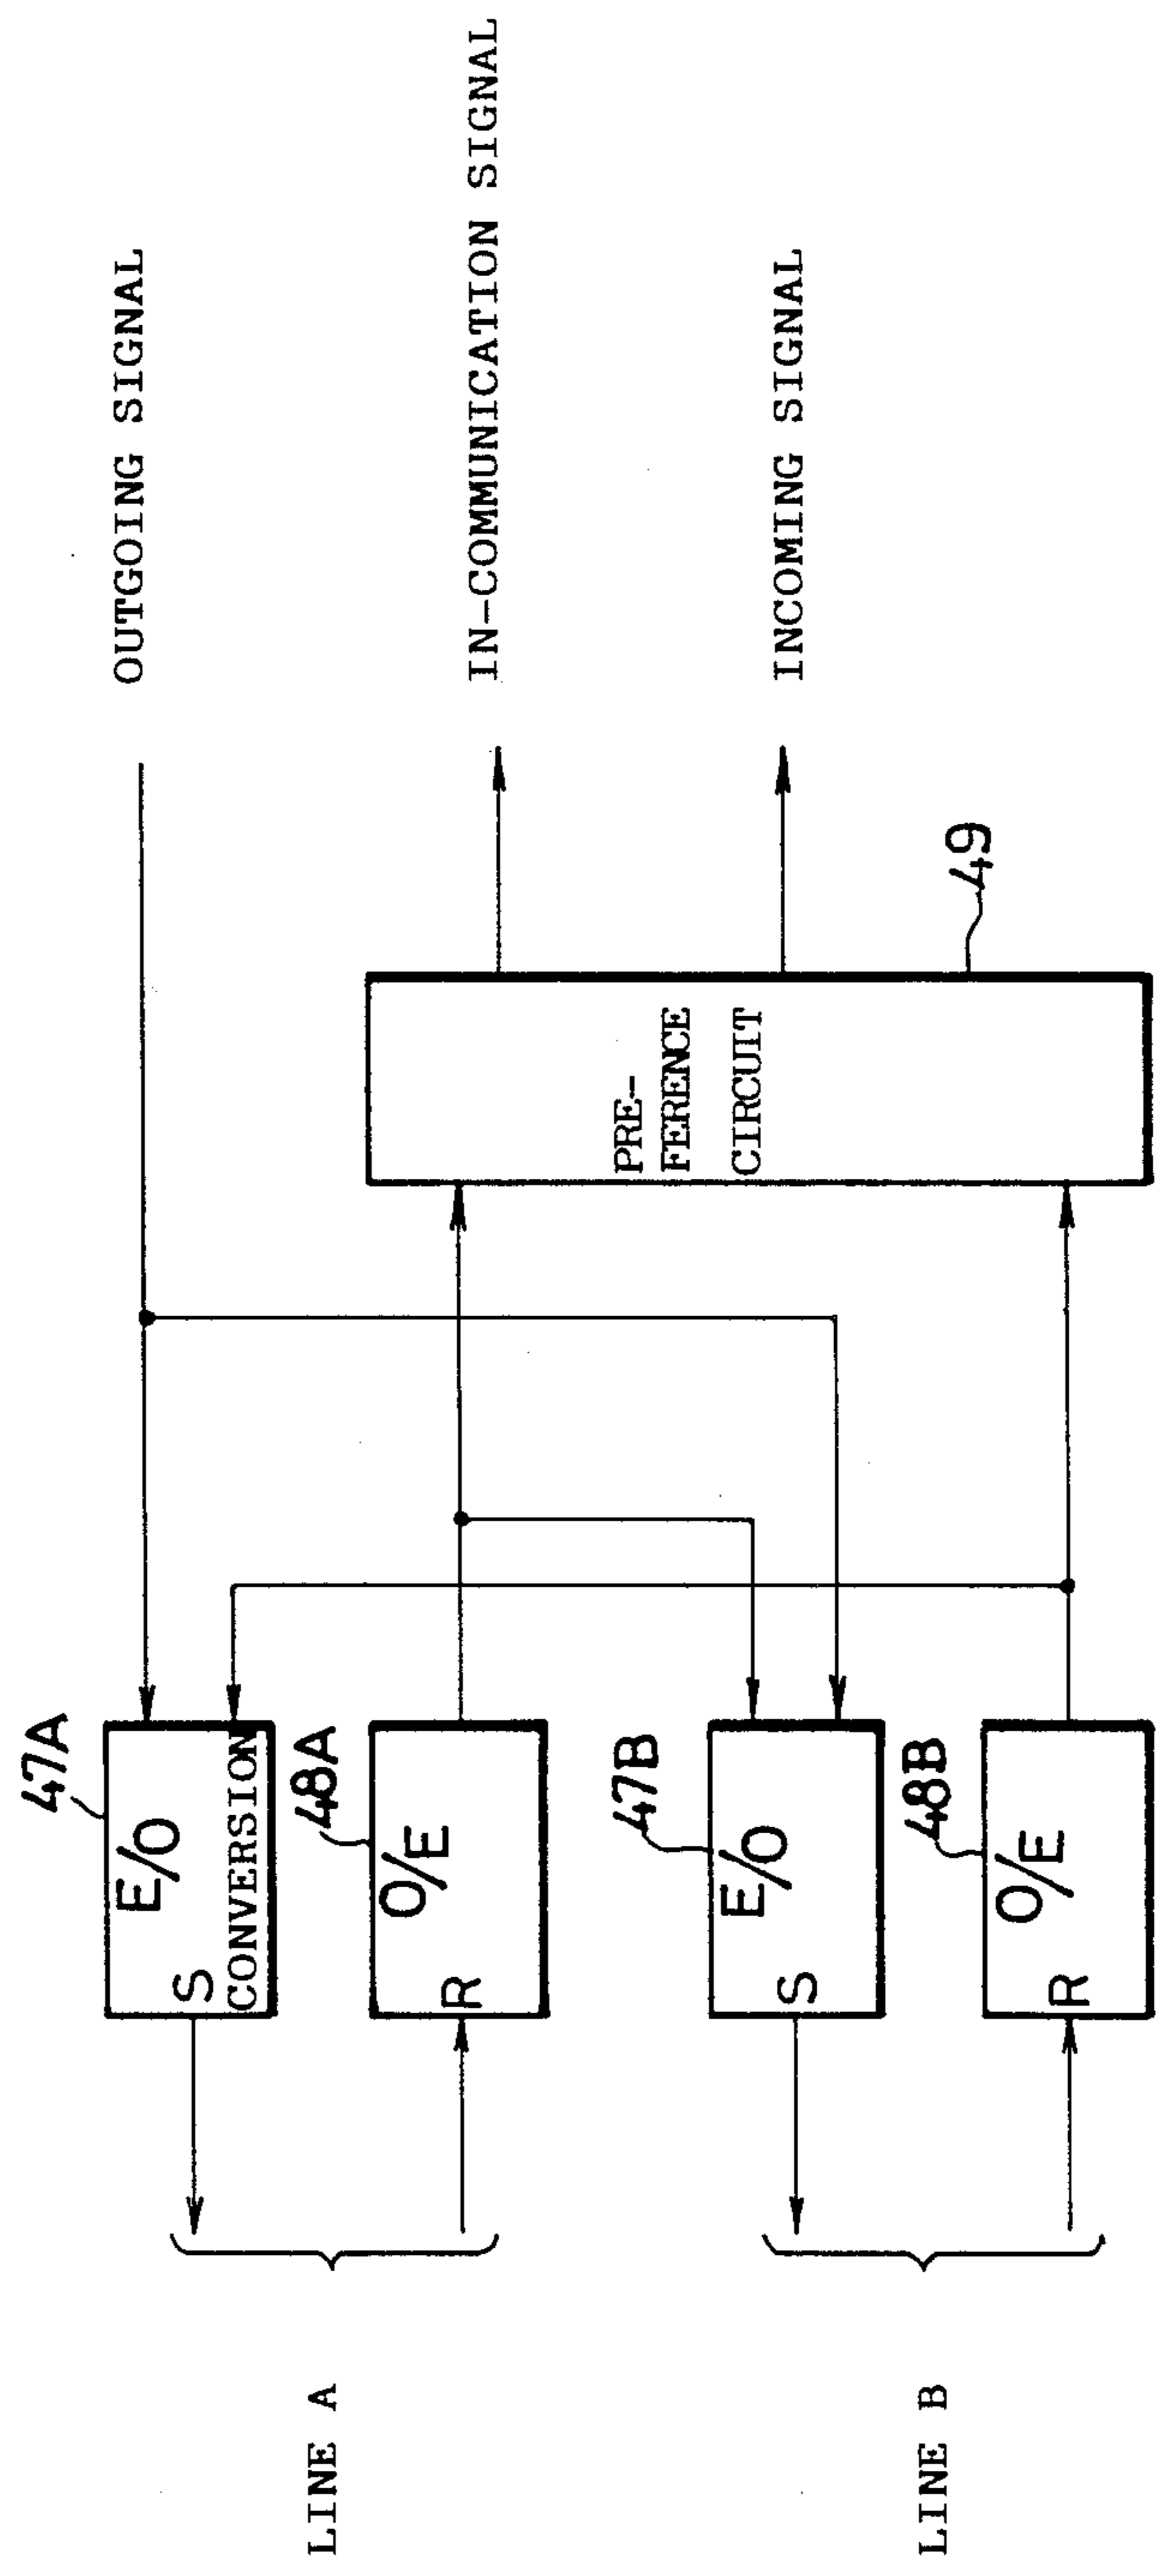 OUTGOING SIGNAL
IN-COMMUNICATION SIGNAL
INCOMING SIGNAL
49
PRE-
FERENCE
CIRCUIT
47A
E/O
S
CONVERSION
48A
O/E
R
47B
E/O
S
48B
O/E
R
LINE A
LINE B